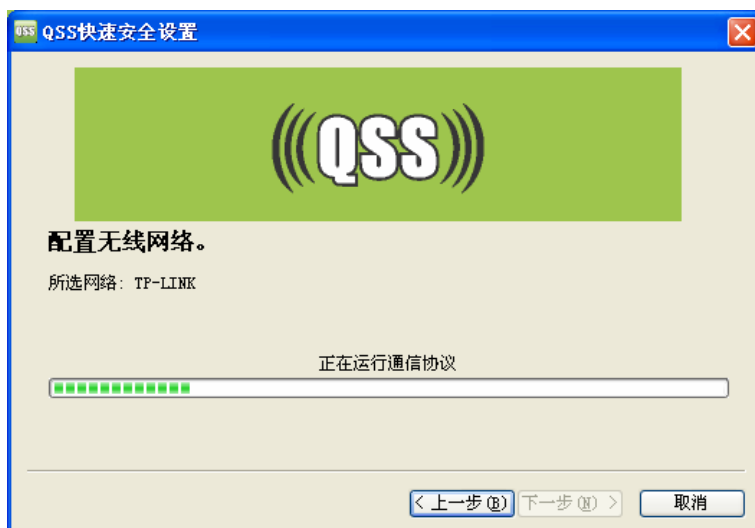 QSS QSS快速安全设置
QSS
配置无线网络。
所选网络: TP-LINK
正在运行通信协议
< 上一步(B) 下一步(N) > 取消